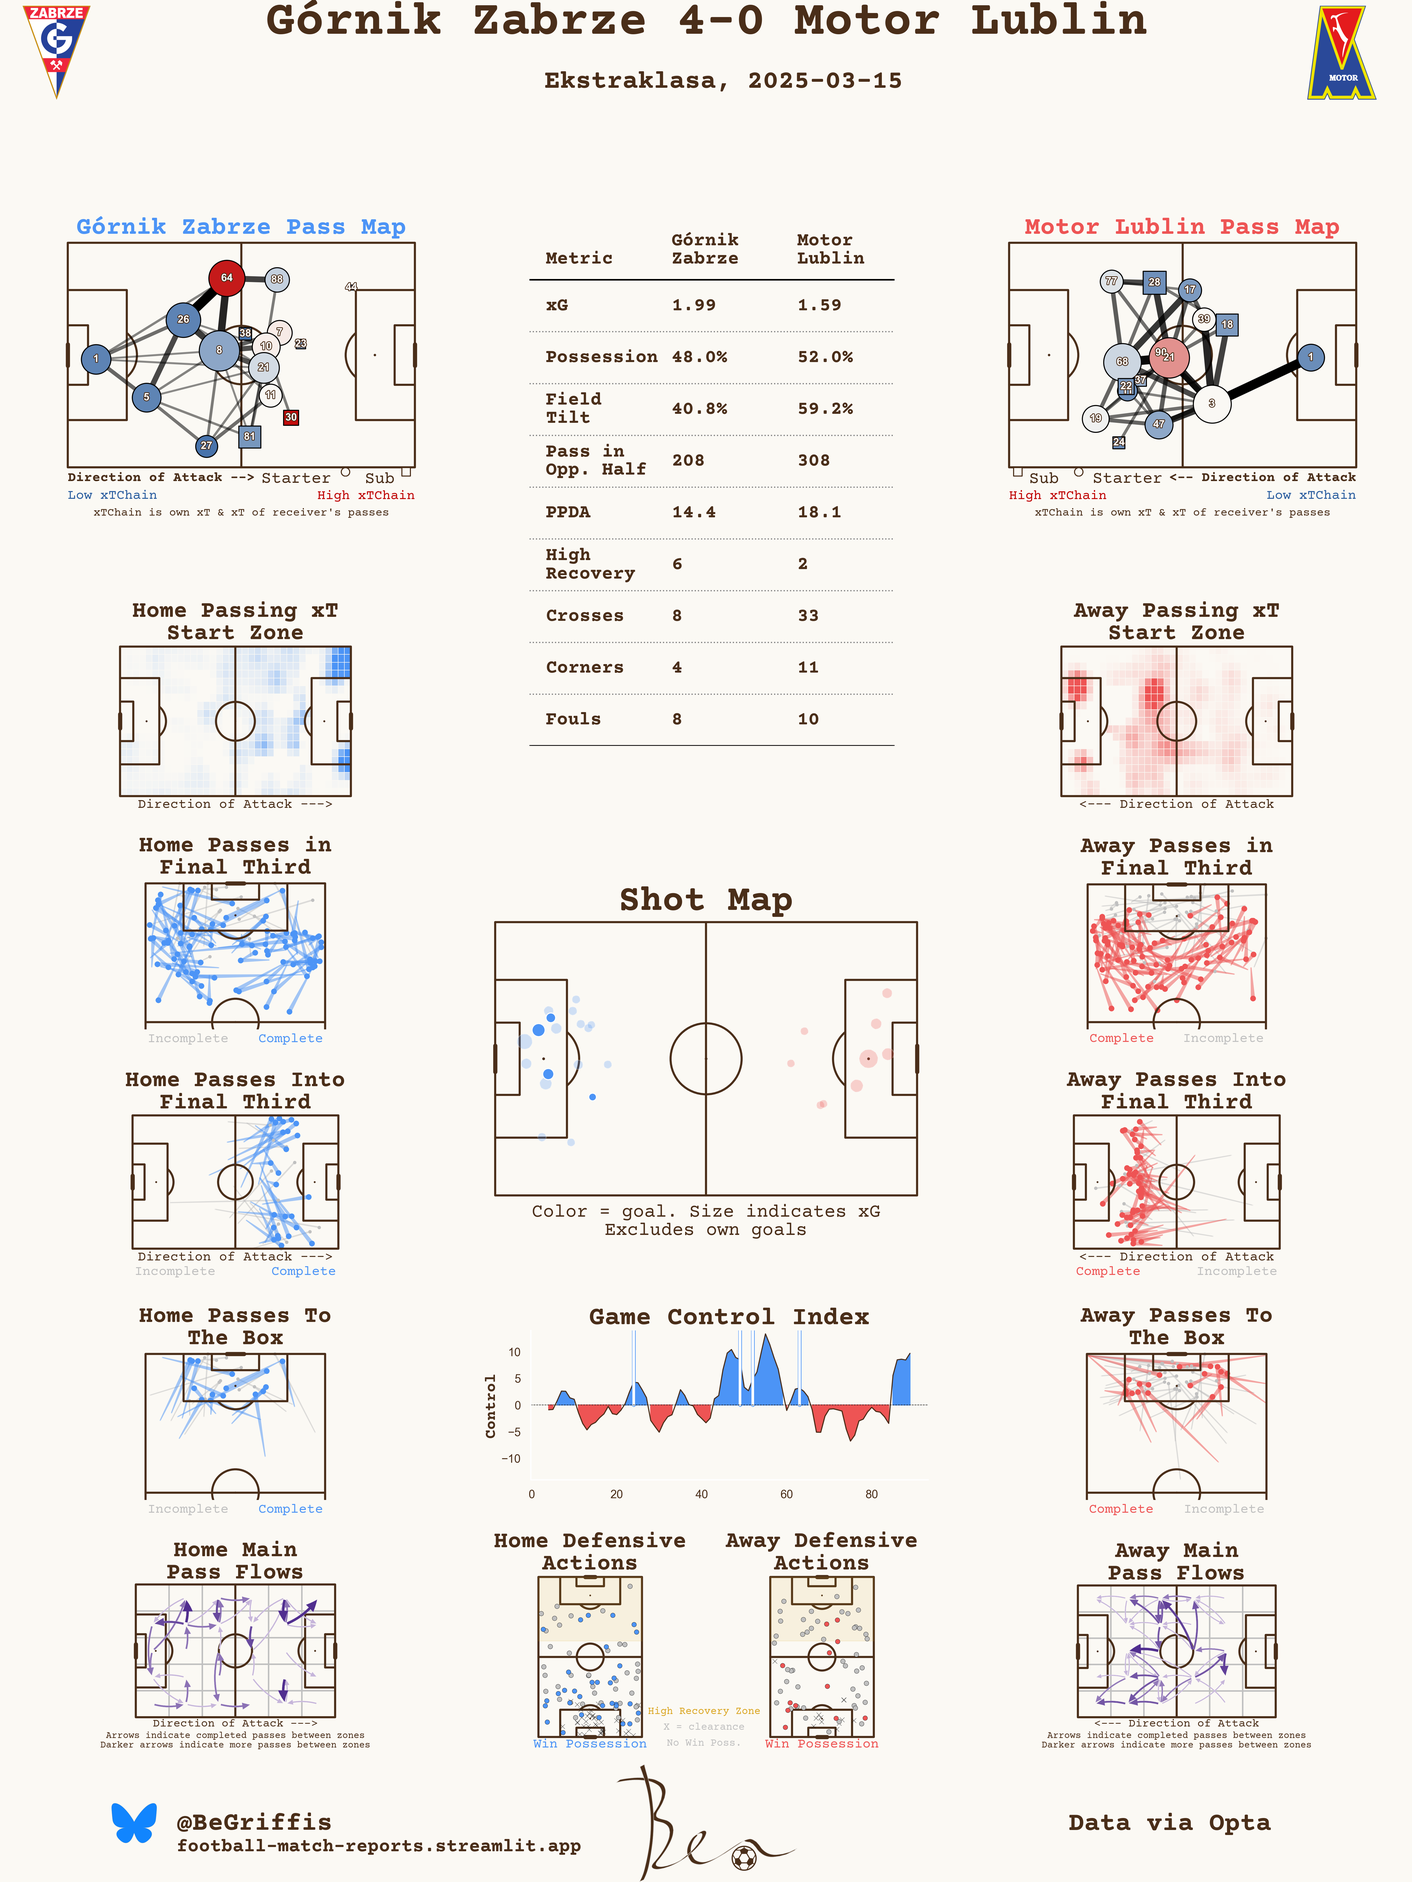 Górnik Zabrze 4-0 Motor Lublin
Ekstraklasa, 2025-03-15
ZABRZE
G
MOTOR
Górnik Zabrze Pass Map
64
88
44
26
38
7
23
8
10
1
21
5
11
30
81
27
Direction of Attack --> Starter Sub
Low xTChain High xTChain
xTChain is own xT & xT of receiver's passes
Metric Górnik Zabrze Motor Lublin
xG 1.99 1.59
Possession 48.0% 52.0%
Field Tilt 40.8% 59.2%
Pass in Opp. Half 208 308
PPDA 14.4 18.1
High Recovery 6 2
Crosses 8 33
Corners 4 11
Fouls 8 10
Motor Lublin Pass Map
77
28
17
39
18
90
21
68
1
37
22
3
19
47
24
Sub Starter <-- Direction of Attack
High xTChain Low xTChain
xTChain is own xT & xT of receiver's passes
Home Passing xT
Start Zone
Direction of Attack --->
Away Passing xT
Start Zone
<--- Direction of Attack
Home Passes in
Final Third
Incomplete Complete
Away Passes in
Final Third
Complete Incomplete
Shot Map
Color = goal. Size indicates xG
Excludes own goals
Home Passes Into
Final Third
Direction of Attack --->
Incomplete Complete
Away Passes Into
Final Third
<--- Direction of Attack
Complete Incomplete
Home Passes To
The Box
Incomplete Complete
Game Control Index
Control
10
5
0
−5
−10
0 20 40 60 80
Away Passes To
The Box
Complete Incomplete
Home Main
Pass Flows
Direction of Attack --->
Arrows indicate completed passes between zones
Darker arrows indicate more passes between zones
Home Defensive
Actions
Win Possession
Away Defensive
Actions
Win Possession
High Recovery Zone
X = clearance
No Win Poss.
Away Main
Pass Flows
<--- Direction of Attack
Arrows indicate completed passes between zones
Darker arrows indicate more passes between zones
@BeGriffis
football-match-reports.streamlit.app
Ben
Data via Opta